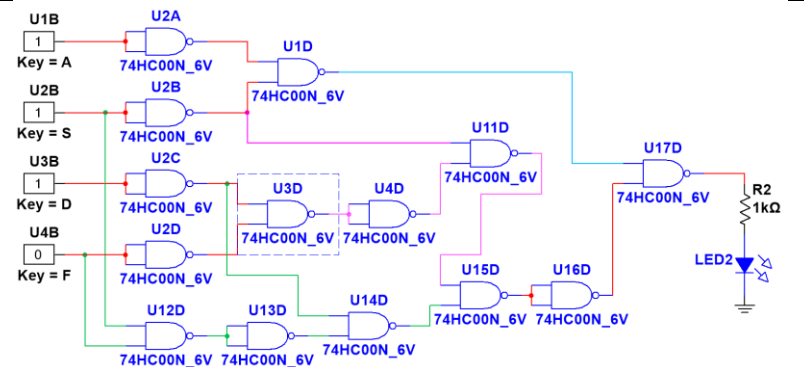 U1B
1
Key = A
U2A
74HC00N_6V
U1D
74HC00N_6V
U2B
1
Key = S
U2B
74HC00N_6V
U11D
74HC00N_6V
U17D
74HC00N_6V
U3B
1
Key = D
U2C
74HC00N_6V
U3D
74HC00N_6V
U4D
74HC00N_6V
R2
1kΩ
U4B
0
Key = F
U2D
74HC00N_6V
LED2
U12D
74HC00N_6V
U13D
74HC00N_6V
U14D
74HC00N_6V
U15D
74HC00N_6V
U16D
74HC00N_6V